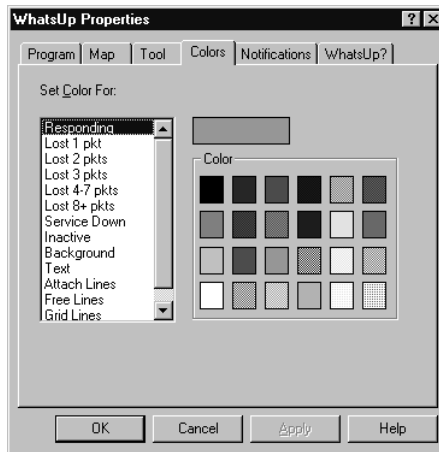 WhatsUp Properties
Program Map Tool Colors Notifications WhatsUp?
Set Color For:
Responding
Lost 1 pkt
Lost 2 pkts
Lost 3 pkts
Lost 4-7 pkts
Lost 8+ pkts
Service Down
Inactive
Background
Text
Attach Lines
Free Lines
Grid Lines
Color
OK Cancel Apply Help